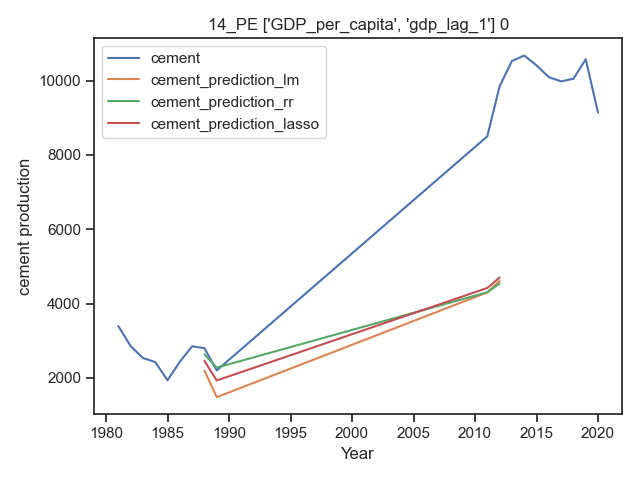 14_PE ['GDP_per_capita', 'gdp_lag_1'] 0
cement
cement_prediction_lm
cement_prediction_rr
cement_prediction_lasso
cement production
10000
8000
6000
4000
2000
1980 1985 1990 1995 2000 2005 2010 2015 2020
Year